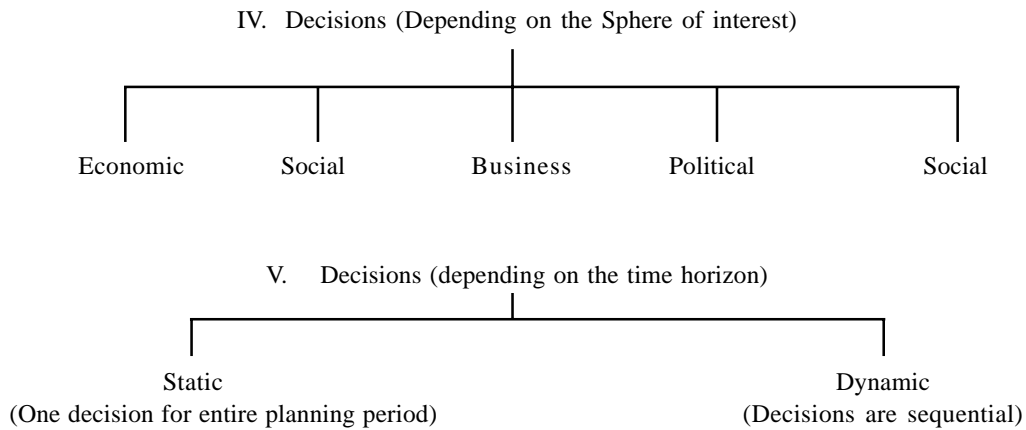 IV. Decisions (Depending on the Sphere of interest)
Economic Social Business Political Social
V. Decisions (depending on the time horizon)
Static Dynamic
(One decision for entire planning period) (Decisions are sequential)